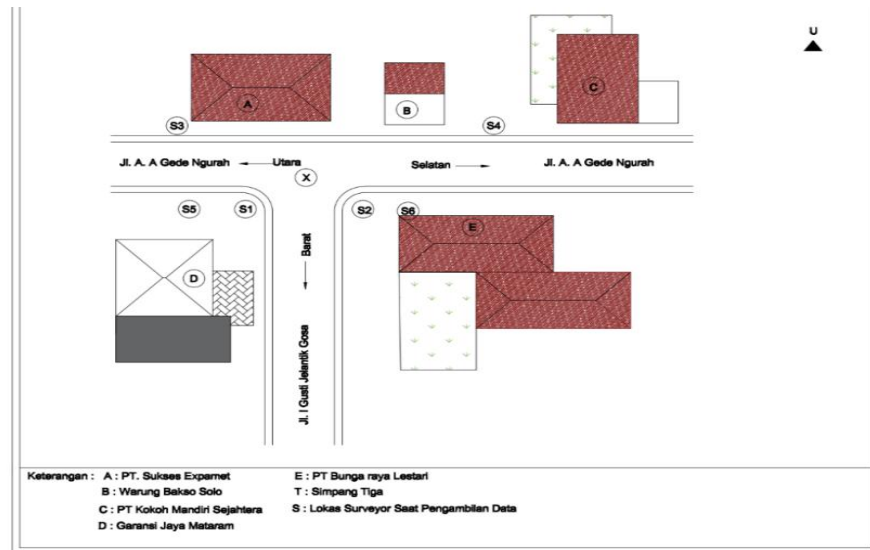 U
A
B
C
S3
S4
Jl. A. A Gede Ngurah
Utara
Selatan
Jl. A. A Gede Ngurah
X
S5
S1
S2
S6
E
D
Barat
Jl. I Gusti Jelantik Gosa
Keterangan :
A : PT. Sukses Expamet
B : Warung Bakso Solo
C : PT Kokoh Mandiri Sejahtera
D : Garansi Jaya Mataram
E : PT Bunga raya Lestari
T : Simpang Tiga
S : Lokas Surveyor Saat Pengambilan Data